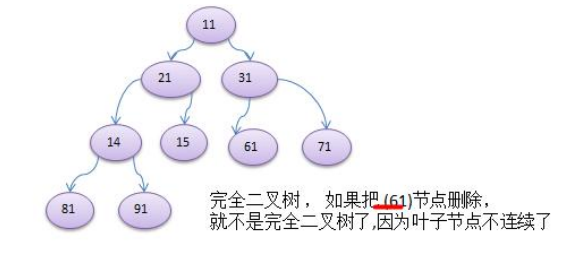 11
21 31
14 15 61 71
81 91
完全二叉树， 如果把 (61)节点删除，
就不是完全二叉树了,因为叶子节点不连续了